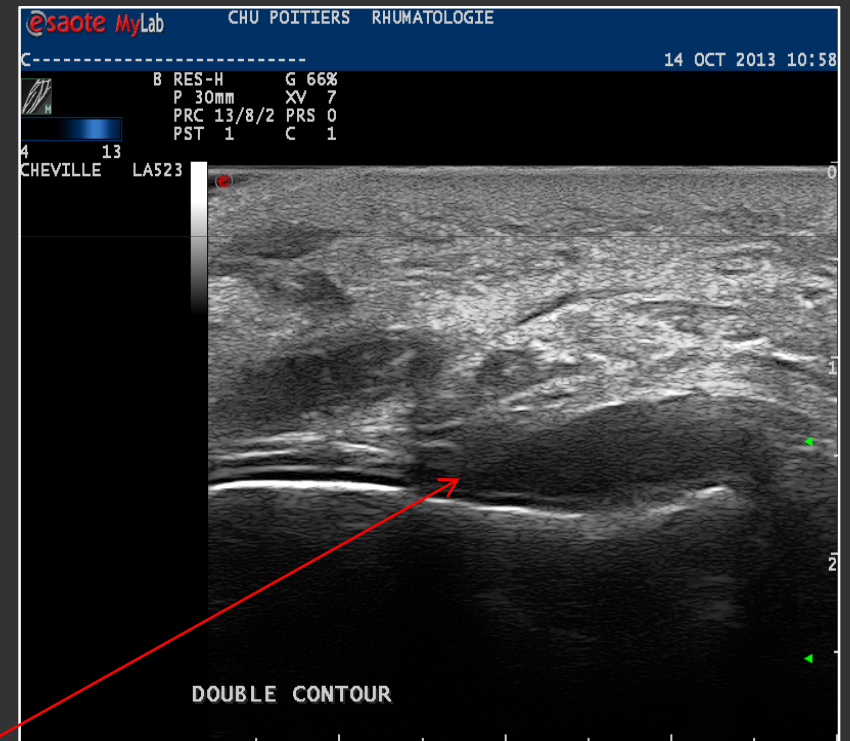 esaote MyLab
CHU POITIERS RHUMATOLOGIE
C---------------------------
14 OCT 2013 10:58
B RES-H G 66%
P 30mm XV 7
PRC 13/8/2 PRS 0
PST 1 C 1
M
4 13
CHEVILLE LA523
e
0
1
2
DOUBLE CONTOUR